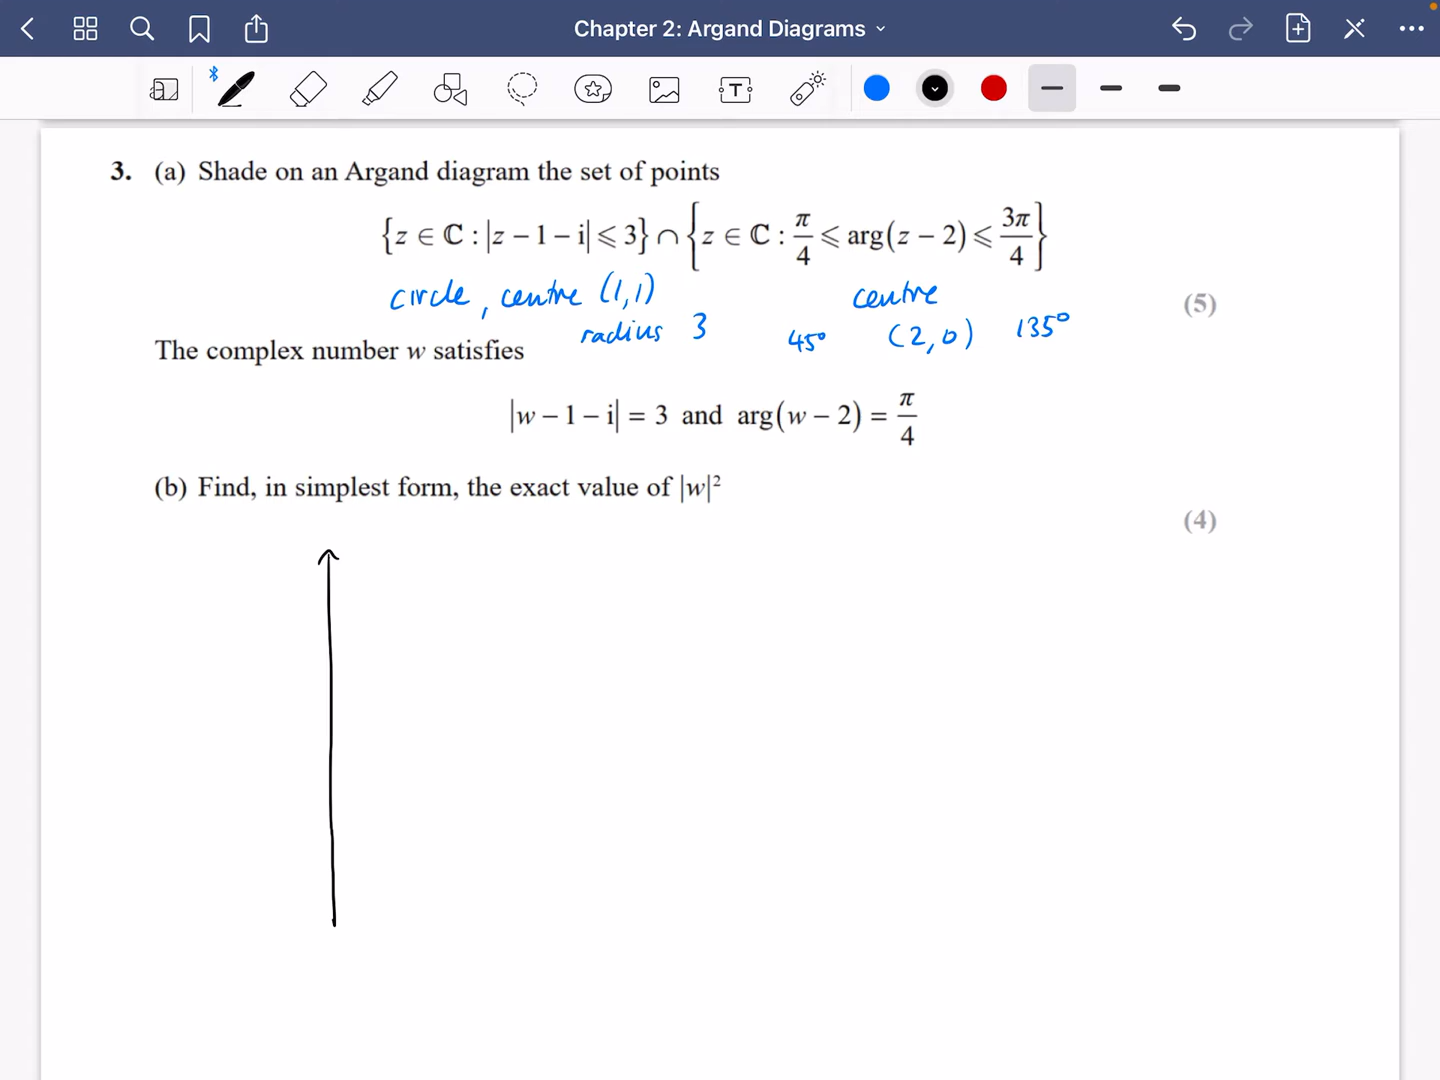 Chapter 2: Argand Diagrams
3. (a) Shade on an Argand diagram the set of points
{z ∈ ℂ : |z − 1 − i| ⩽ 3} ∩ {z ∈ ℂ : π/4 ⩽ arg(z − 2) ⩽ 3π/4}
circle, centre (1,1)
radius 3
centre
(2,0)
45°
135°
(5)
The complex number w satisfies
|w − 1 − i| = 3 and arg(w − 2) = π/4
(b) Find, in simplest form, the exact value of |w|²
(4)